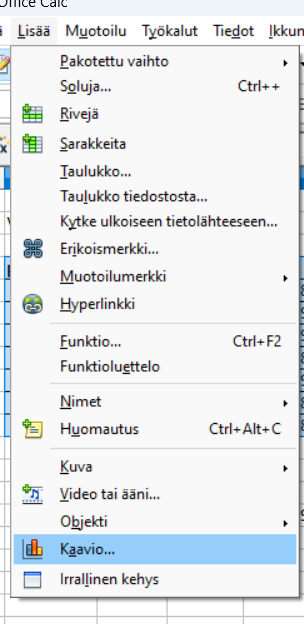 Office Calc
Lisää Muotoilu Työkalut Tiedot Ikkun
Pakotettu vaihto
Soluja... Ctrl++
Rivejä
Sarakkeita
Taulukko...
Taulukko tiedostosta...
Kytke ulkoiseen tietolähteeseen...
Erikoismerkki...
Muotoilumerkki
Hyperlinkki
Funktio... Ctrl+F2
Funktioluettelo
Nimet
Huomautus Ctrl+Alt+C
Kuva
Video tai ääni...
Objekti
Kaavio...
Irrallinen kehys